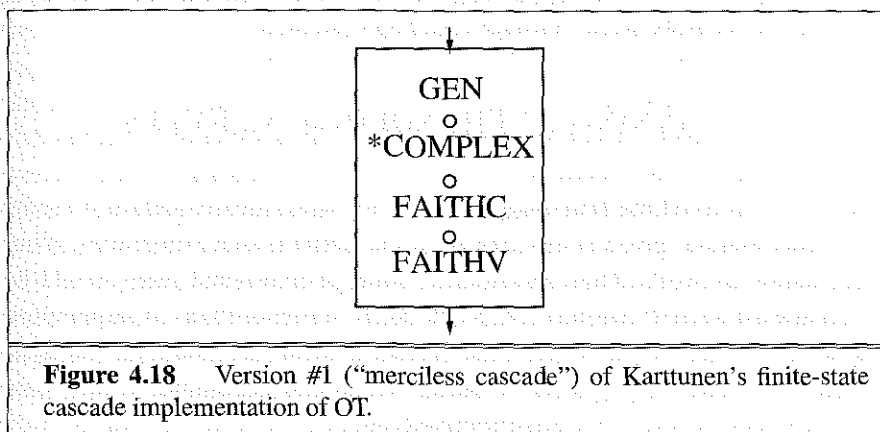 GEN
o
*COMPLEX
o
FAITHC
o
FAITHV
Figure 4.18 Version #1 ("merciless cascade") of Karttunen's finite-state
cascade implementation of OT.